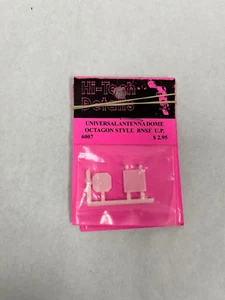 Hi-Tech
Details
UNIVERSAL ANTENNA DOME
OCTAGON STYLE BNSF U.P.
6007 $ 2.95